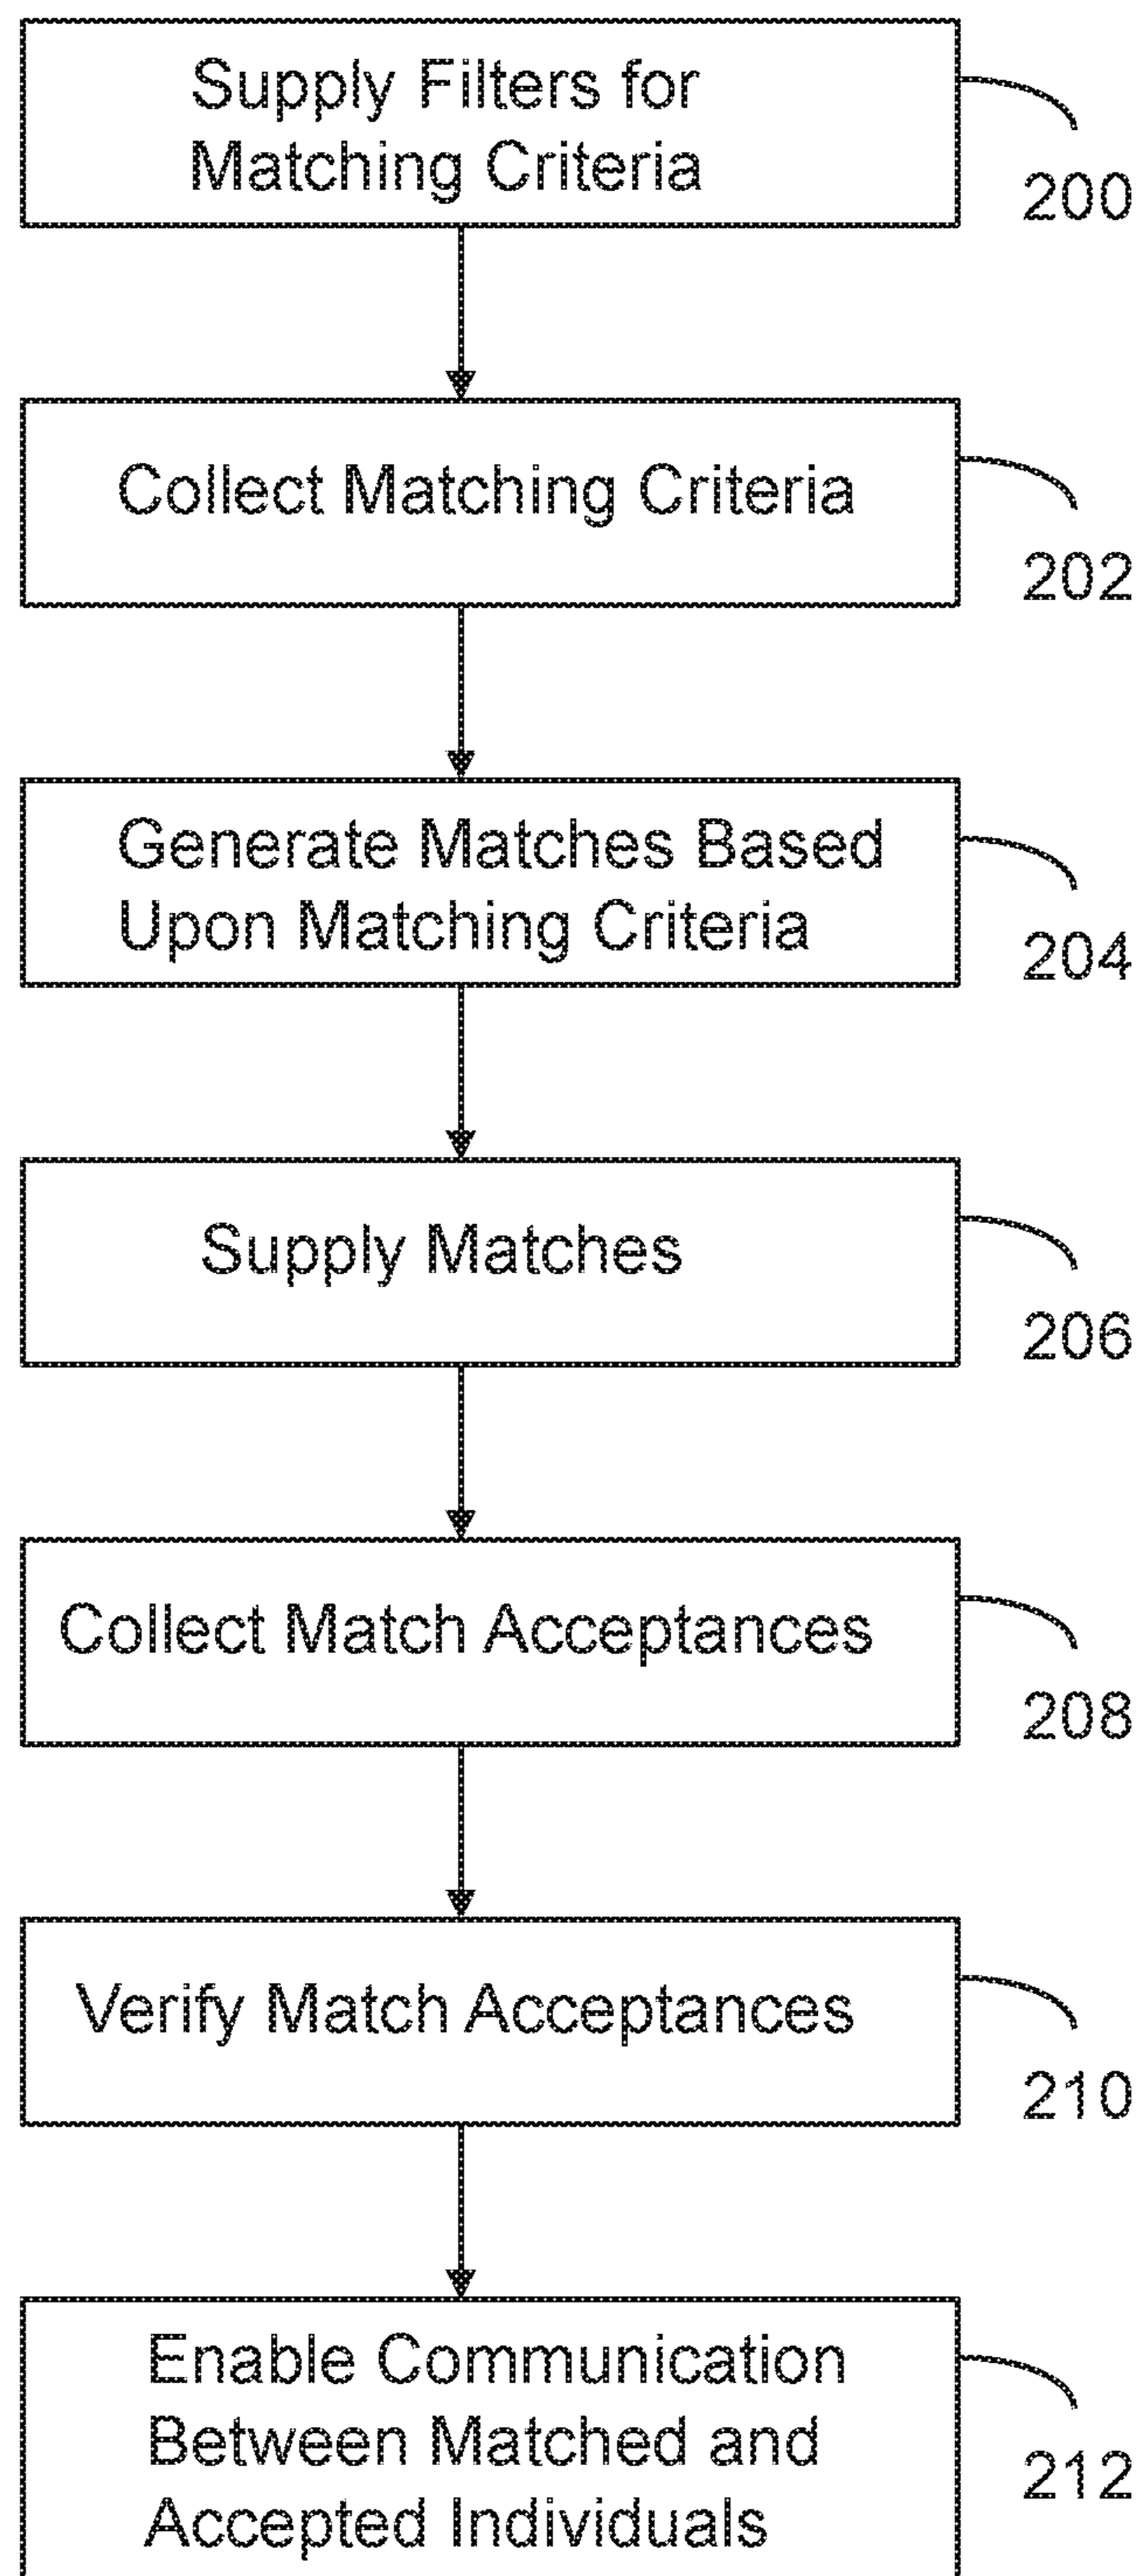 Supply Filters for
Matching Criteria
200
Collect Matching Criteria
202
Generate Matches Based
Upon Matching Criteria
204
Supply Matches
206
Collect Match Acceptances
208
Verify Match Acceptances
210
Enable Communication
Between Matched and
Accepted Individuals
212